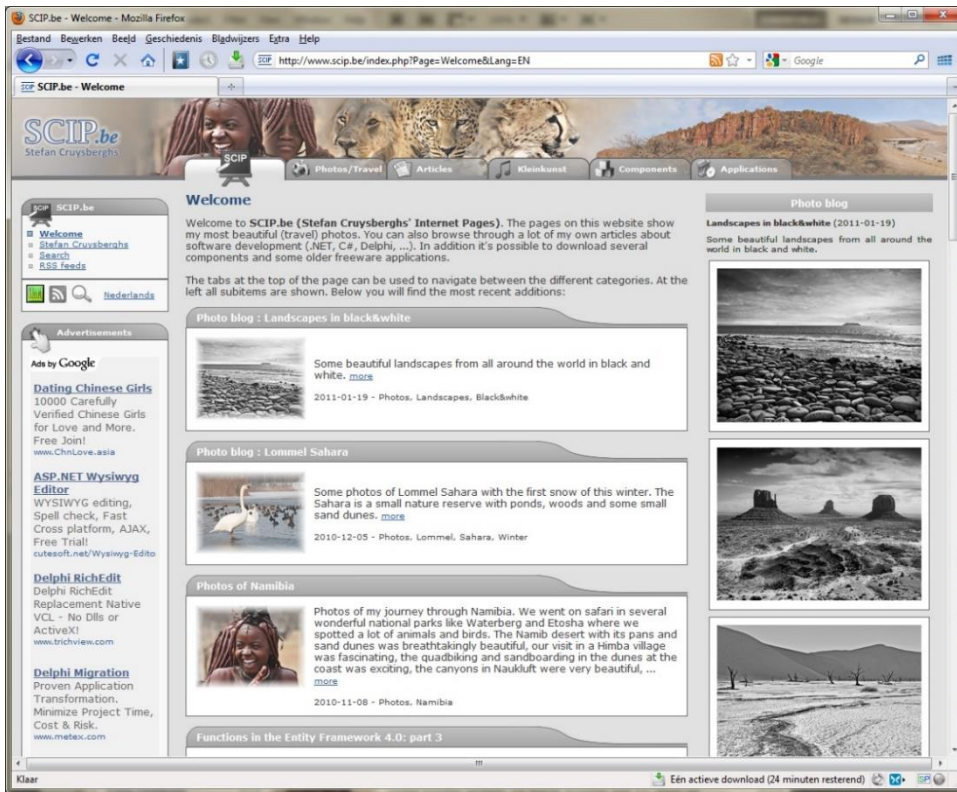 SCIP.be - Welcome - Mozilla Firefox
Bestand Bewerken Beeld Geschiedenis Bladwijzers Extra Help
http://www.scip.be/index.php?Page=Welcome&Lang=EN
Google
SCIP.be - Welcome
SCIP.be
Stefan Cruysberghs
SCIP
Photos/Travel
Articles
Kleinkunst
Components
Applications
SCIP SCIP.be
Welcome
Stefan Cruysberghs
Search
RSS feeds
Nederlands
Advertisements
Ads by Google
Dating Chinese Girls
10000 Carefully
Verified Chinese Girls
for Love and More.
Free Join!
www.ChnLove.asia
ASP.NET Wysiwyg
Editor
WYSIWYG editing,
Spell check, Fast
Cross platform, AJAX,
Free Trial!
cutesoft.net/Wysiwyg-Edito
Delphi RichEdit
Delphi RichEdit
Replacement Native
VCL - No Dlls or
ActiveX!
www.trichview.com
Delphi Migration
Proven Application
Transformation.
Minimize Project Time,
Cost & Risk.
www.metex.com
Welcome
Welcome to SCIP.be (Stefan Cruysberghs' Internet Pages). The pages on this website show
my most beautiful (travel) photos. You can also browse through a lot of my own articles about
software development (.NET, C#, Delphi, ...). In addition it's possible to download several
components and some older freeware applications.
The tabs at the top of the page can be used to navigate between the different categories. At the
left all subitems are shown. Below you will find the most recent additions:
Photo blog : Landscapes in black&white
Some beautiful landscapes from all around the world in black and
white. more
2011-01-19 - Photos, Landscapes, Black&white
Photo blog : Lommel Sahara
Some photos of Lommel Sahara with the first snow of this winter. The
Sahara is a small nature reserve with ponds, woods and some small
sand dunes. more
2010-12-05 - Photos, Lommel, Sahara, Winter
Photos of Namibia
Photos of my journey through Namibia. We went on safari in several
wonderful national parks like Waterberg and Etosha where we
spotted a lot of animals and birds. The Namib desert with its pans and
sand dunes was breathtakingly beautiful, our visit in a Himba village
was fascinating, the quadbiking and sandboarding in the dunes at the
coast was exciting, the canyons in Naukluft were very beautiful, ...
more
2010-11-08 - Photos, Namibia
Functions in the Entity Framework 4.0: part 3
Photo blog
Landscapes in black&white (2011-01-19)
Some beautiful landscapes from all around the
world in black and white.
Klaar
Eén actieve download (24 minuten resterend)